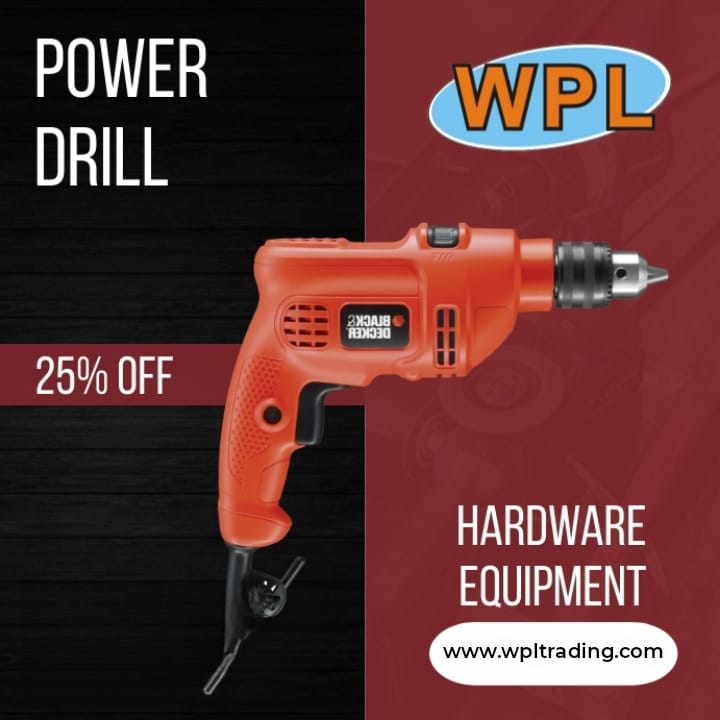 POWER
DRILL
WPL
BLACK&
DECKER
25% OFF
HARDWARE
EQUIPMENT
www.wpltrading.com